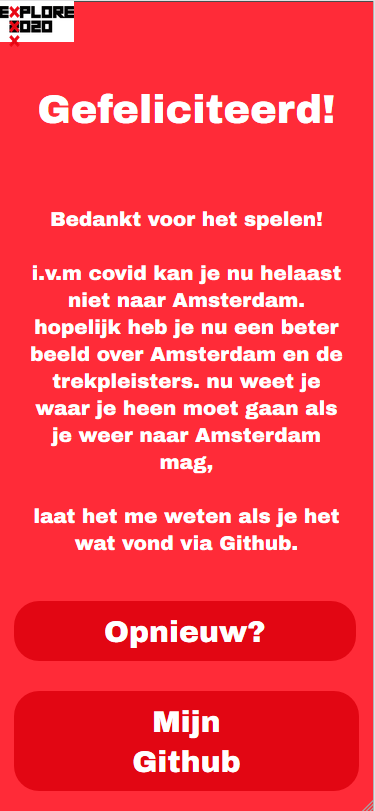 EXPLORE
X020
X
Gefeliciteerd!
Bedankt voor het spelen!
i.v.m covid kan je nu helaast
niet naar Amsterdam.
hopelijk heb je nu een beter
beeld over Amsterdam en de
trekpleisters. nu weet je
waar je heen moet gaan als
je weer naar Amsterdam
mag,
laat het me weten als je het
wat vond via Github.
Opnieuw?
Mijn
Github